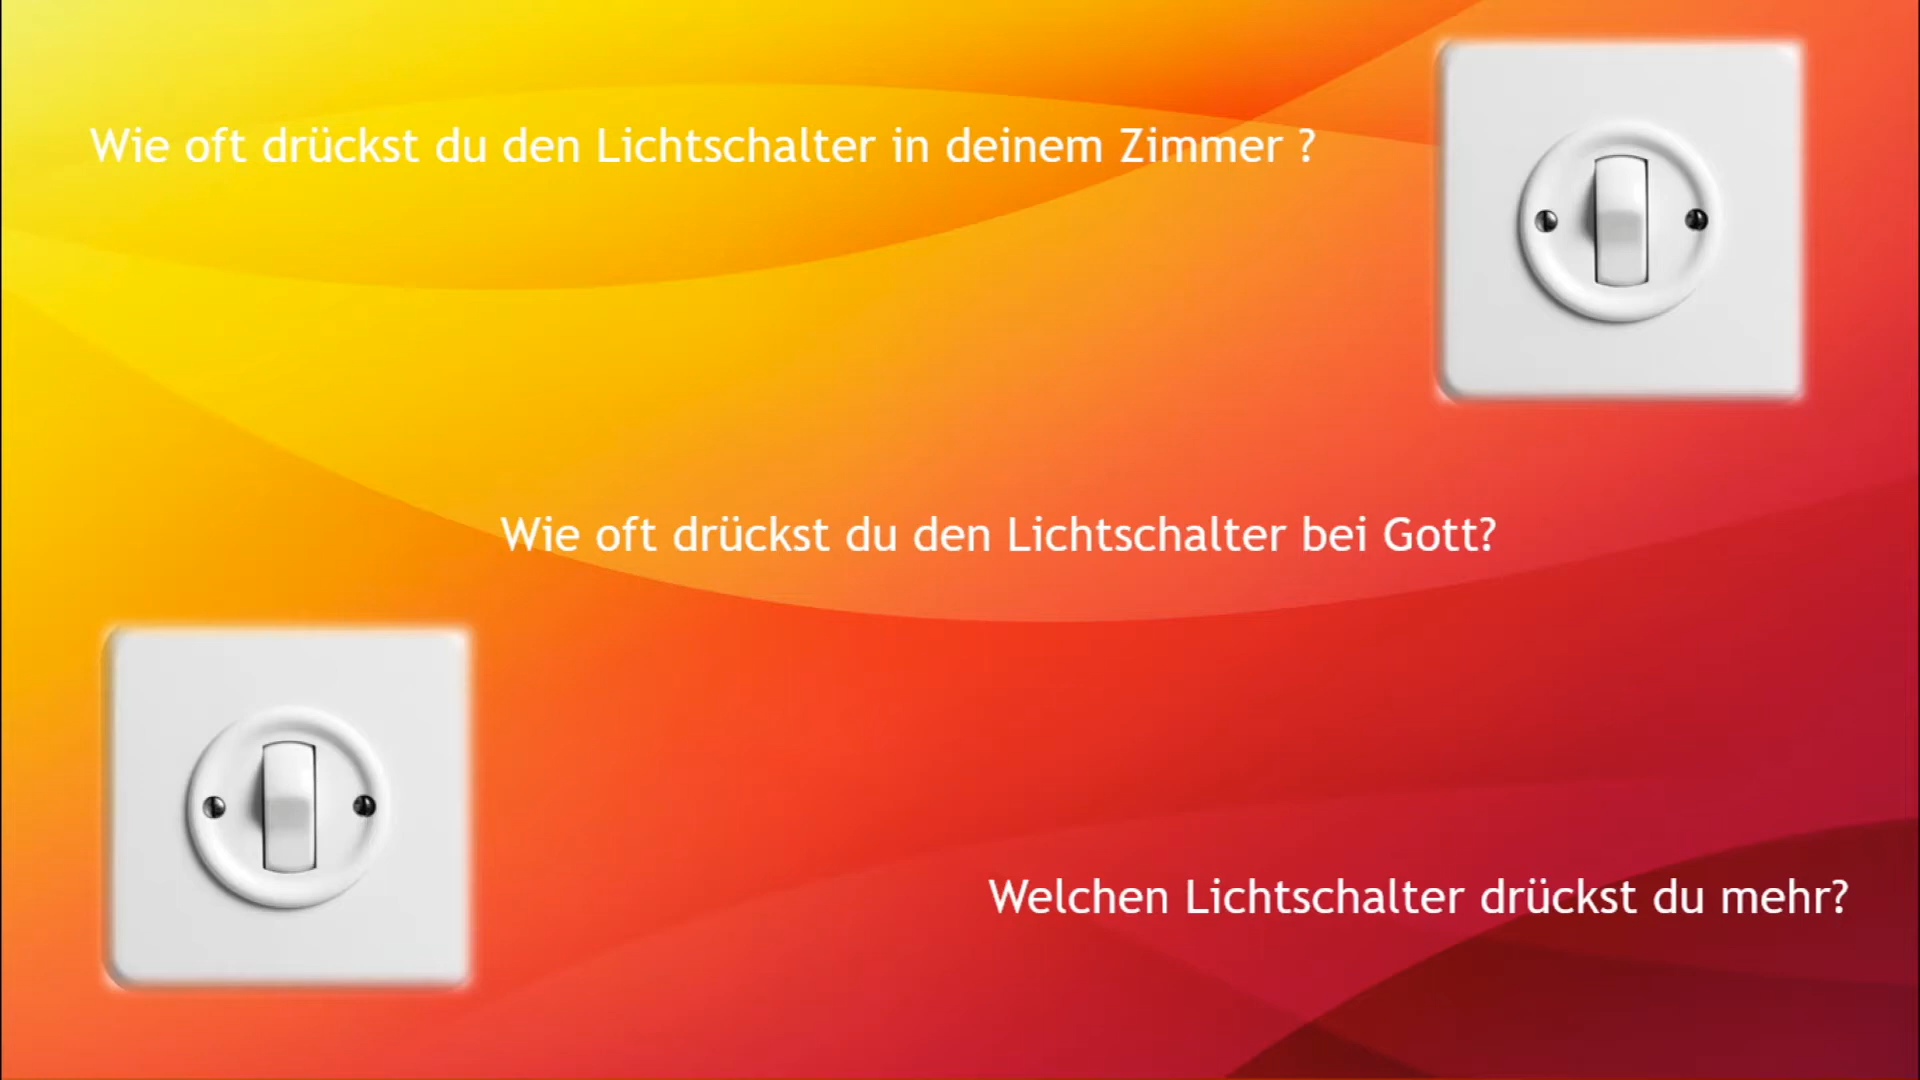 Wie oft drückst du den Lichtschalter in deinem Zimmer ?
Wie oft drückst du den Lichtschalter bei Gott?
Welchen Lichtschalter drückst du mehr?